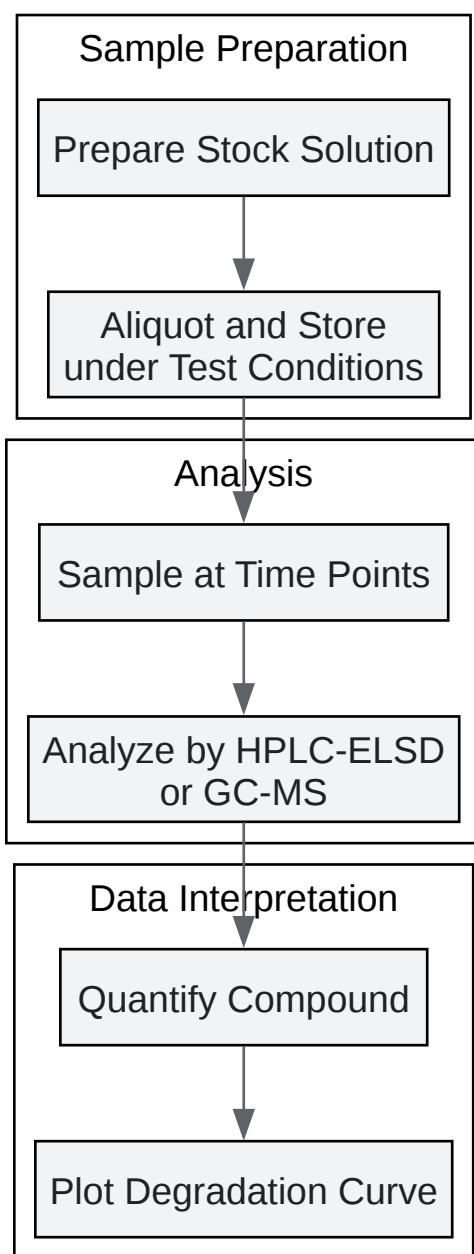 Sample Preparation
Prepare Stock Solution
Aliquot and Store
under Test Conditions
Analysis
Sample at Time Points
Analyze by HPLC-ELSD
or GC-MS
Data Interpretation
Quantify Compound
Plot Degradation Curve